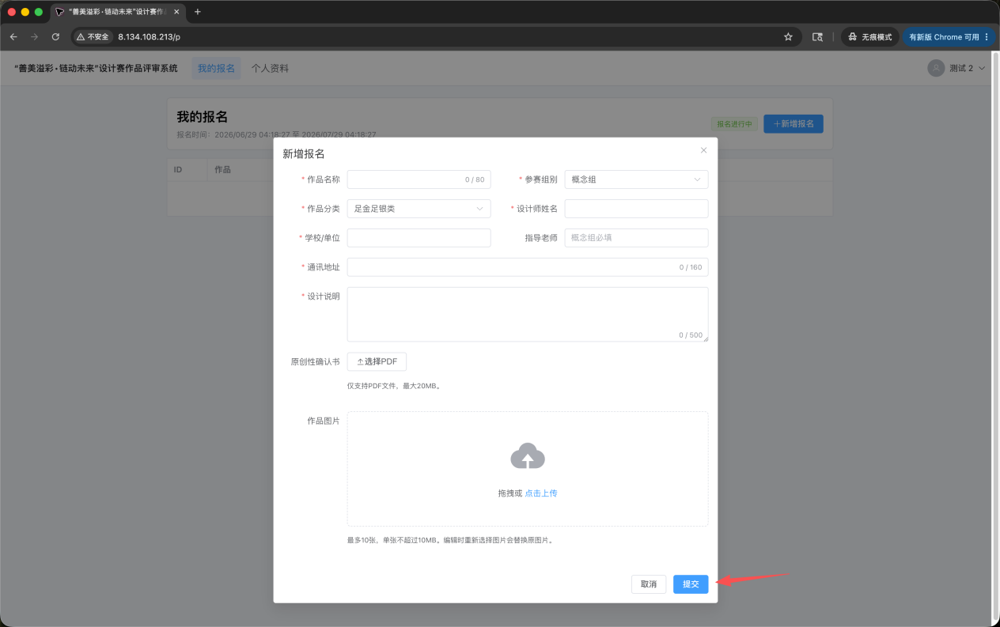 “菁美溢彩·链动未来”设计赛作
不安全 8.134.108.213/p
无痕模式
有新版 Chrome 可用
“菁美溢彩·链动未来”设计赛作品评审系统
我的报名
个人资料
测试 2
我的报名
报名时间：2026/06/29 04:18:27 至 2026/07/29 04:18:27
报名进行中
新增报名
ID
作品
新增报名
* 作品名称
0 / 80
* 参赛组别
概念组
* 作品分类
足金足银类
* 设计师姓名
* 学校/单位
指导老师
概念组必填
* 通讯地址
0 / 160
* 设计说明
0 / 500
原创性确认书
选择PDF
仅支持PDF文件，最大20MB。
作品图片
拖拽或 点击上传
最多10张，单张不超过10MB。编辑时重新选择图片会替换原图片。
取消
提交